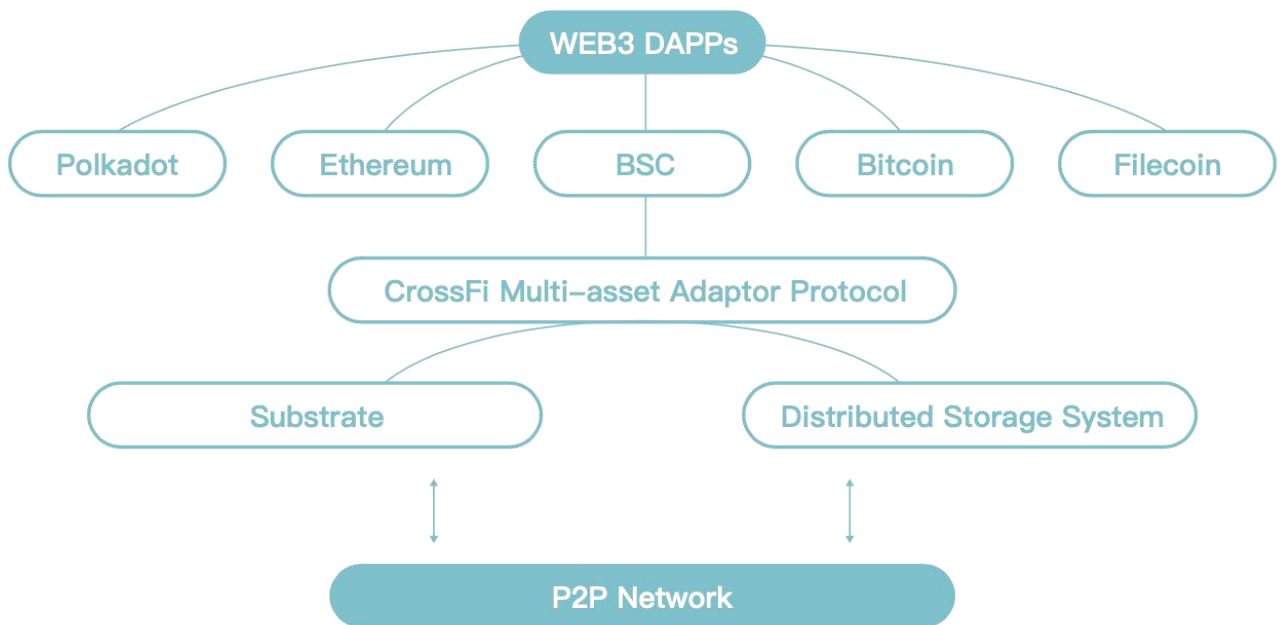 WEB3 DAPPs
Polkadot
Ethereum
BSC
Bitcoin
Filecoin
CrossFi Multi-asset Adaptor Protocol
Substrate
Distributed Storage System
P2P Network